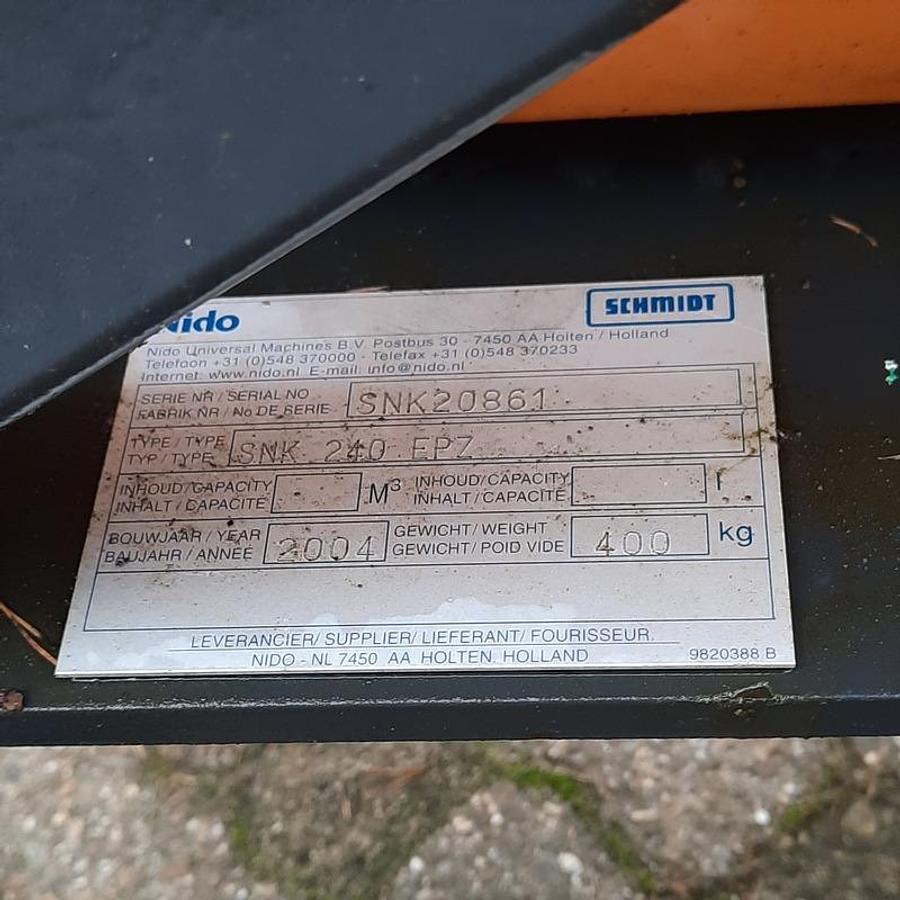 Nido
SCHMIDT
Nido Universal Machines B.V. Postbus 30 - 7450 AA Holten / Holland
Telefoon +31 (0)548 370000 - Telefax +31 (0)548 370233
Internet: www.nido.nl E-mail: info@nido.nl
SERIE NR / SERIAL NO
FABRIK NR / No DE SERIE
SNK20861
TYPE / TYPE
TYP / TYPE
SNK 240 EPZ
INHOUD/CAPACITY
INHALT / CAPACITÉ
M³
INHOUD/CAPACITY
INHALT / CAPACITÉ
l
BOUWJAAR / YEAR
BAUJAHR / ANNÉE
2004
GEWICHT / WEIGHT
GEWICHT / POID VIDE
400
kg
LEVERANCIER/ SUPPLIER/ LIEFERANT/ FOURISSEUR.
NIDO - NL 7450 AA HOLTEN. HOLLAND
9820388 B